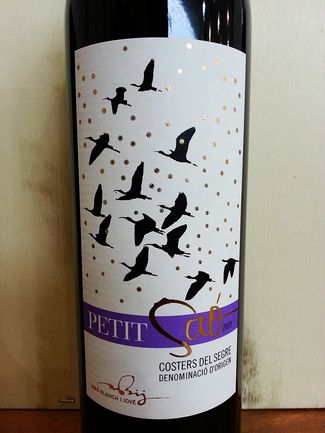 PETIT Saó
COSTERS DEL SEGRE
DENOMINACIÓ D'ORIGEN
MAS BLANCH I JOVÉ